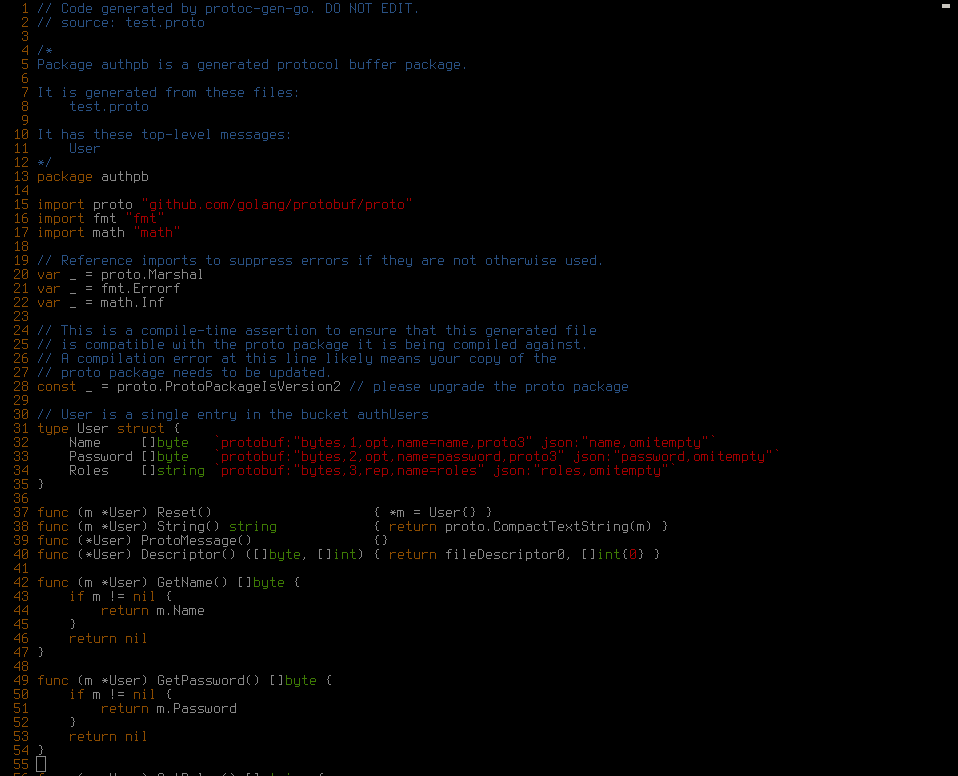 1 // Code generated by protoc-gen-go. DO NOT EDIT.
2 // source: test.proto
3
4 /*
5 Package authpb is a generated protocol buffer package.
6
7 It is generated from these files:
8     test.proto
9
10 It has these top-level messages:
11     User
12 */
13 package authpb
14
15 import proto "github.com/golang/protobuf/proto"
16 import fmt "fmt"
17 import math "math"
18
19 // Reference imports to suppress errors if they are not otherwise used.
20 var _ = proto.Marshal
21 var _ = fmt.Errorf
22 var _ = math.Inf
23
24 // This is a compile-time assertion to ensure that this generated file
25 // is compatible with the proto package it is being compiled against.
26 // A compilation error at this line likely means your copy of the
27 // proto package needs to be updated.
28 const _ = proto.ProtoPackageIsVersion2 // please upgrade the proto package
29
30 // User is a single entry in the bucket authUsers
31 type User struct {
32     Name     []byte   `protobuf:"bytes,1,opt,name=name,proto3" json:"name,omitempty"`
33     Password []byte   `protobuf:"bytes,2,opt,name=password,proto3" json:"password,omitempty"`
34     Roles    []string `protobuf:"bytes,3,rep,name=roles" json:"roles,omitempty"`
35 }
36
37 func (m *User) Reset()                    { *m = User{} }
38 func (m *User) String() string            { return proto.CompactTextString(m) }
39 func (*User) ProtoMessage()               {}
40 func (*User) Descriptor() ([]byte, []int) { return fileDescriptor0, []int{0} }
41
42 func (m *User) GetName() []byte {
43     if m != nil {
44         return m.Name
45     }
46     return nil
47 }
48
49 func (m *User) GetPassword() []byte {
50     if m != nil {
51         return m.Password
52     }
53     return nil
54 }
55